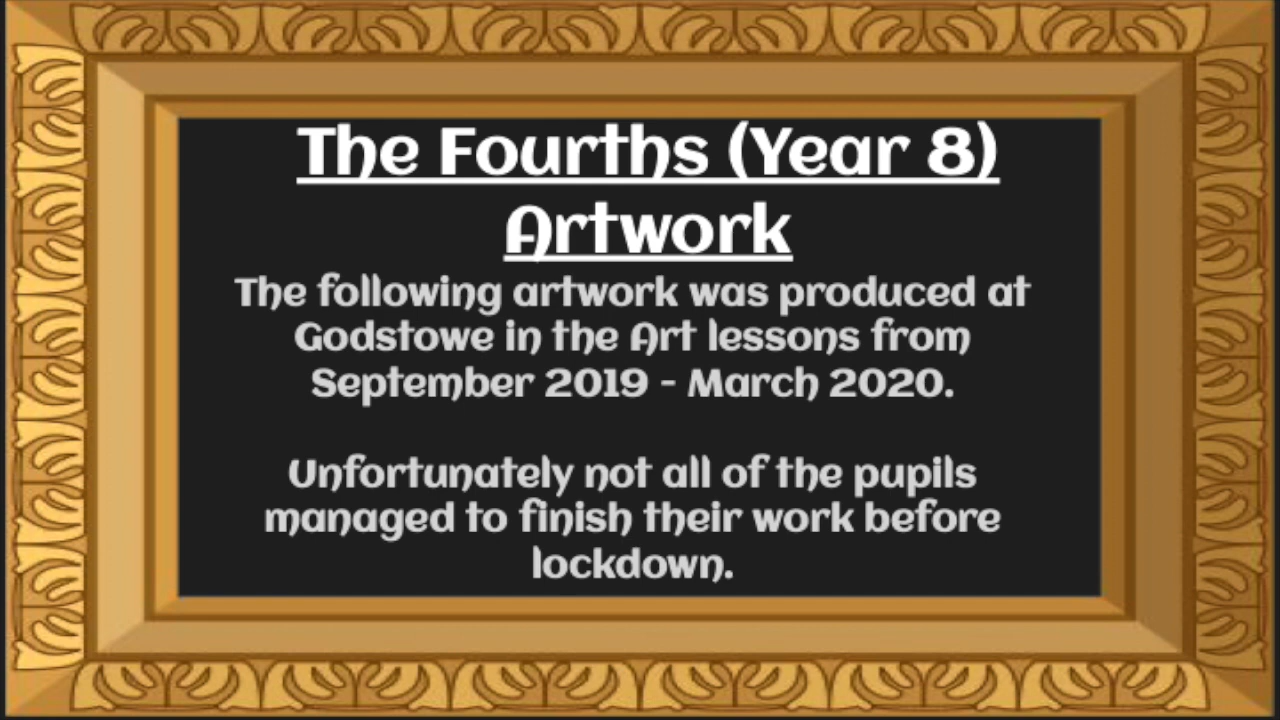 The Fourths (Year 8)
Artwork
The following artwork was produced at
Godstowe in the Art lessons from
September 2019 - March 2020.
Unfortunately not all of the pupils
managed to finish their work before
lockdown.